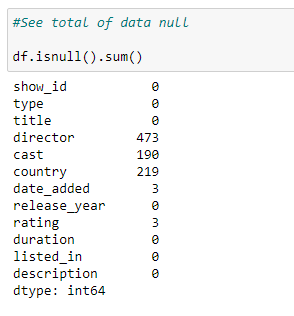 #See total of data null
df.isnull().sum()
show_id 0
type 0
title 0
director 473
cast 190
country 219
date_added 3
release_year 0
rating 3
duration 0
listed_in 0
description 0
dtype: int64